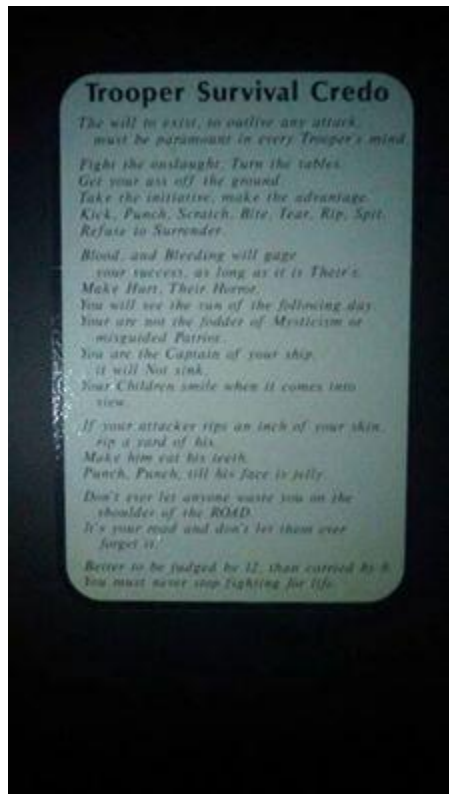 Trooper Survival Credo
The will to exist, to outlive any attack,
must be paramount in every Trooper's mind.
Fight the onslaught, Turn the tables.
Get your ass off the ground.
Take the initiative, make the advantage.
Kick, Punch, Scratch, Bite, Tear, Rip, Spit.
Refuse to Surrender.
Blood, and Bleeding will gage
your success, as long as it is Their's.
Make Hurt, Their Horror.
You will see the sun of the following day.
Your are not the fodder of Mysticism or
misguided Patriot.
You are the Captain of your ship,
it will Not sink.
Your Children smile when it comes into
view.
If your attacker rips an inch of your skin,
rip a yard of his.
Make him eat his teeth.
Punch, Punch, till his face is jelly.
Don't ever let anyone waste you on the
shoulder of the ROAD.
It's your road and don't let them ever
forget it.
Better to be judged be 12, than carried by 6.
You must never stop fighting for life.